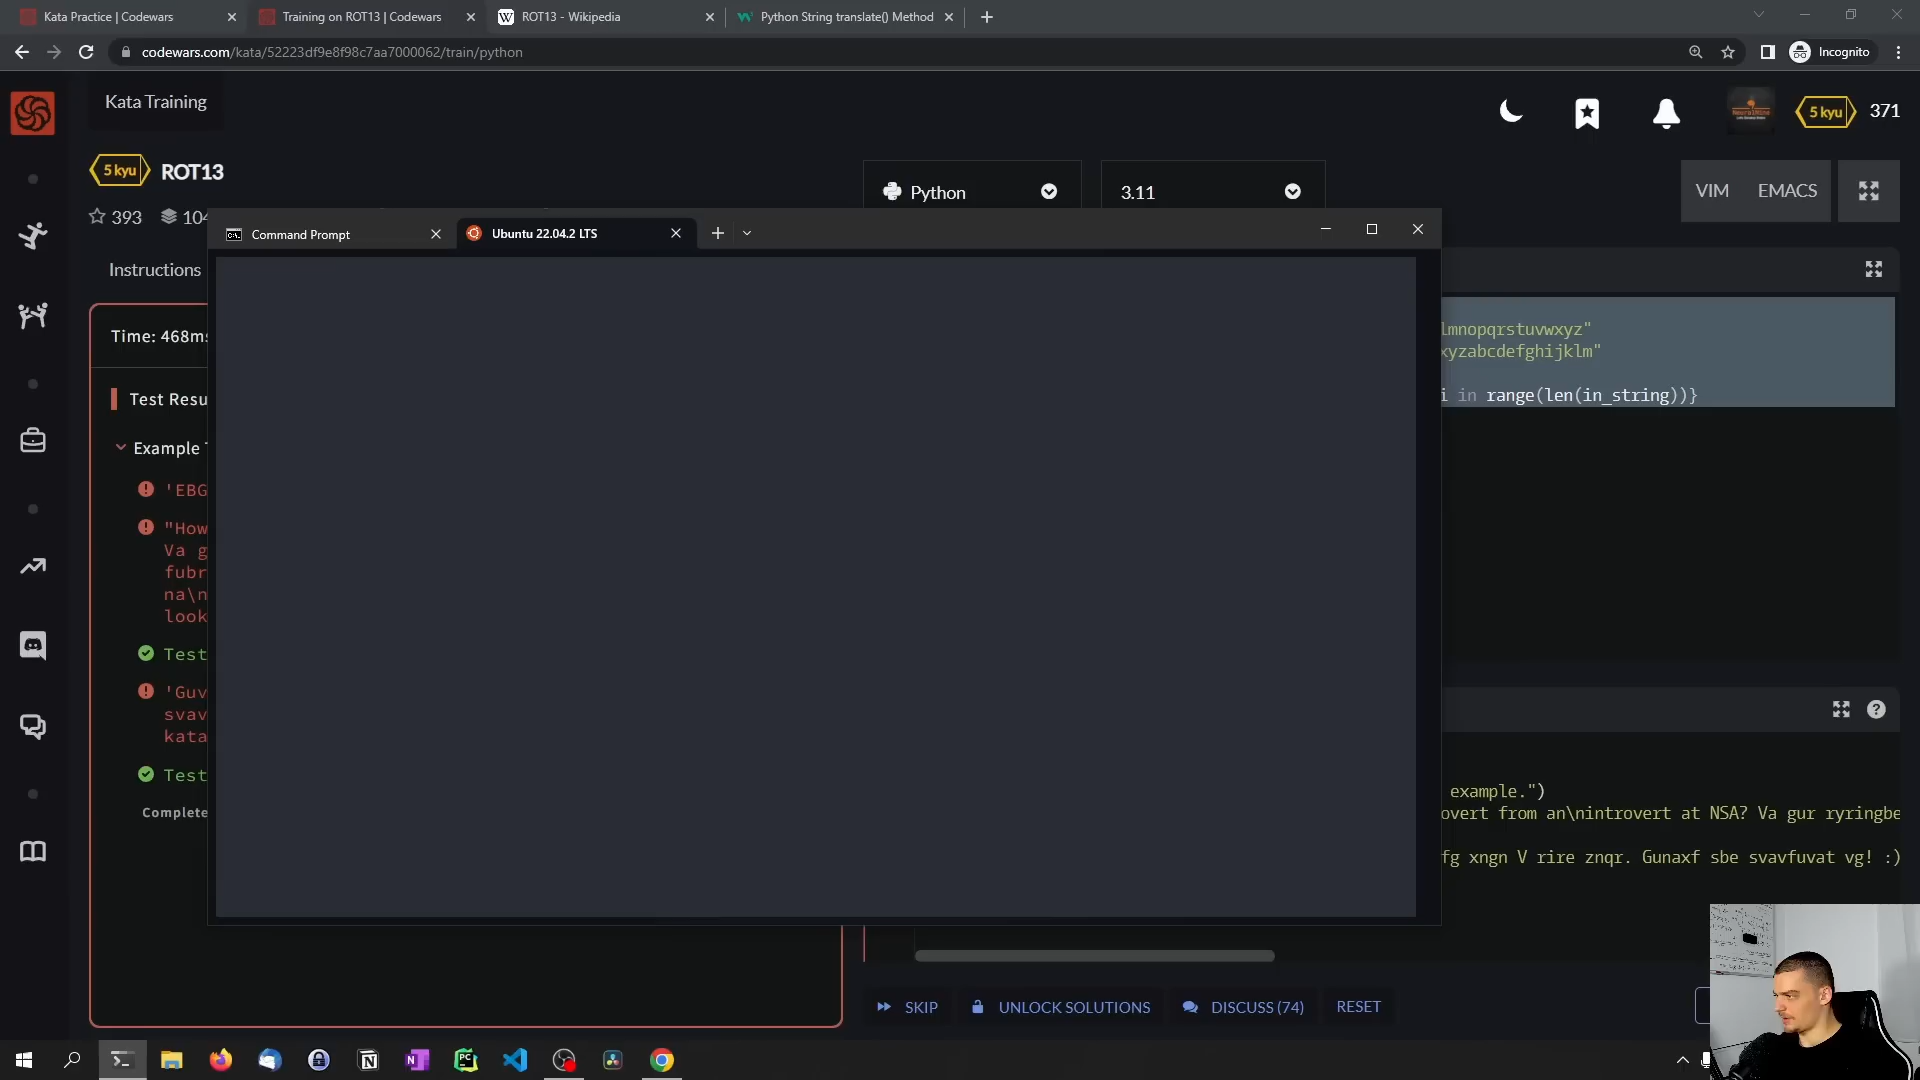 Kata Practice | Codewars
Training on ROT13 | Codewars
W ROT13 - Wikipedia
Python String translate() Method
codewars.com/kata/52223df9e8f98c7aa7000062/train/python
Incognito
Kata Training
5 kyu
371
5 kyu
ROT13
393
104
Python
3.11
VIM
EMACS
Command Prompt
Ubuntu 22.04.2 LTS
Instructions
Time: 468ms
lmnopqrstuvwxyz"
xyzabcdefghijklm"
i in range(len(in_string))}
Test Resu
Example T
'EBG
"How
Va g
fubr
na\n
look
Test
'Guv
svav
kata
Test
Complete
example.")
overt from an\nintrovert at NSA? Va gur ryringbe
fg xngn V rire znqr. Gunaxf sbe svavfuvat vg! :)
SKIP
UNLOCK SOLUTIONS
DISCUSS (74)
RESET